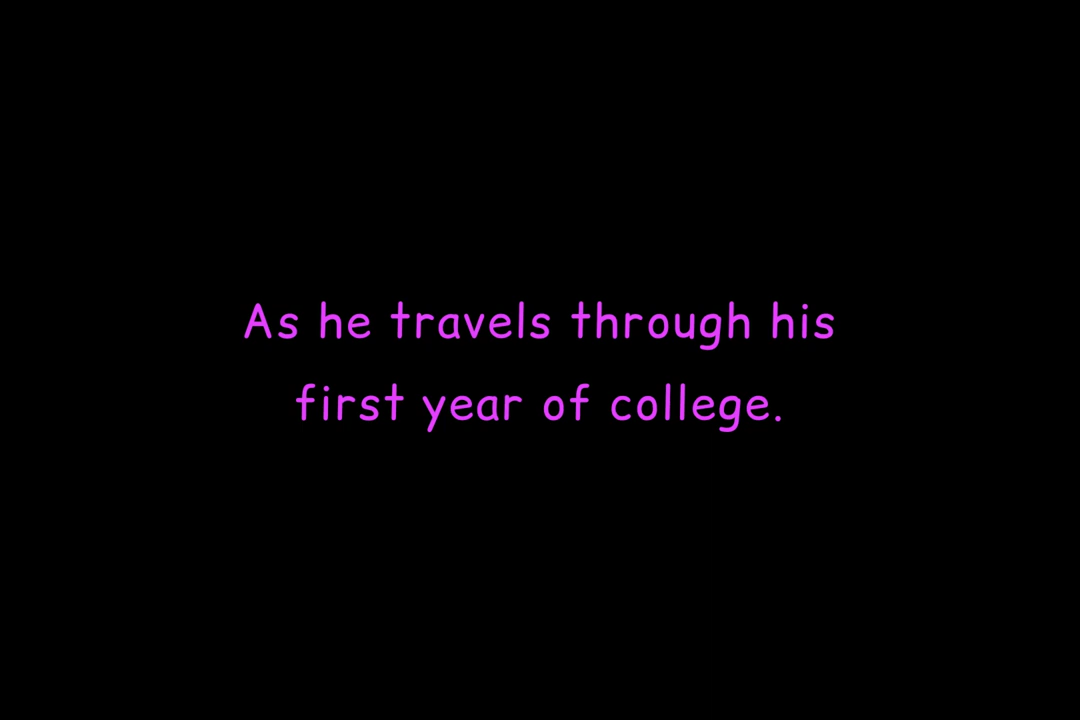 As he travels through his
first year of college.